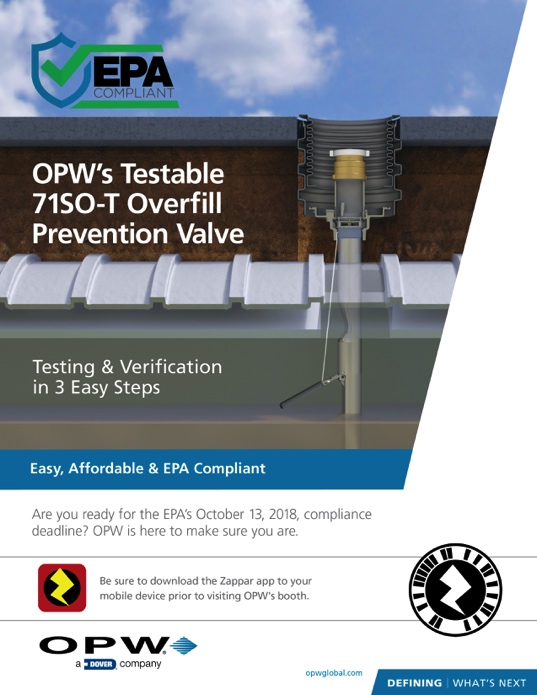 EPA
COMPLIANT
OPW's Testable
71SO-T Overfill
Prevention Valve
Testing & Verification
in 3 Easy Steps
Easy, Affordable & EPA Compliant
Are you ready for the EPA's October 13, 2018, compliance
deadline? OPW is here to make sure you are.
Be sure to download the Zappar app to your
mobile device prior to visiting OPW's booth.
OPW
a DOVER company
opwglobal.com
DEFINING | WHAT'S NEXT